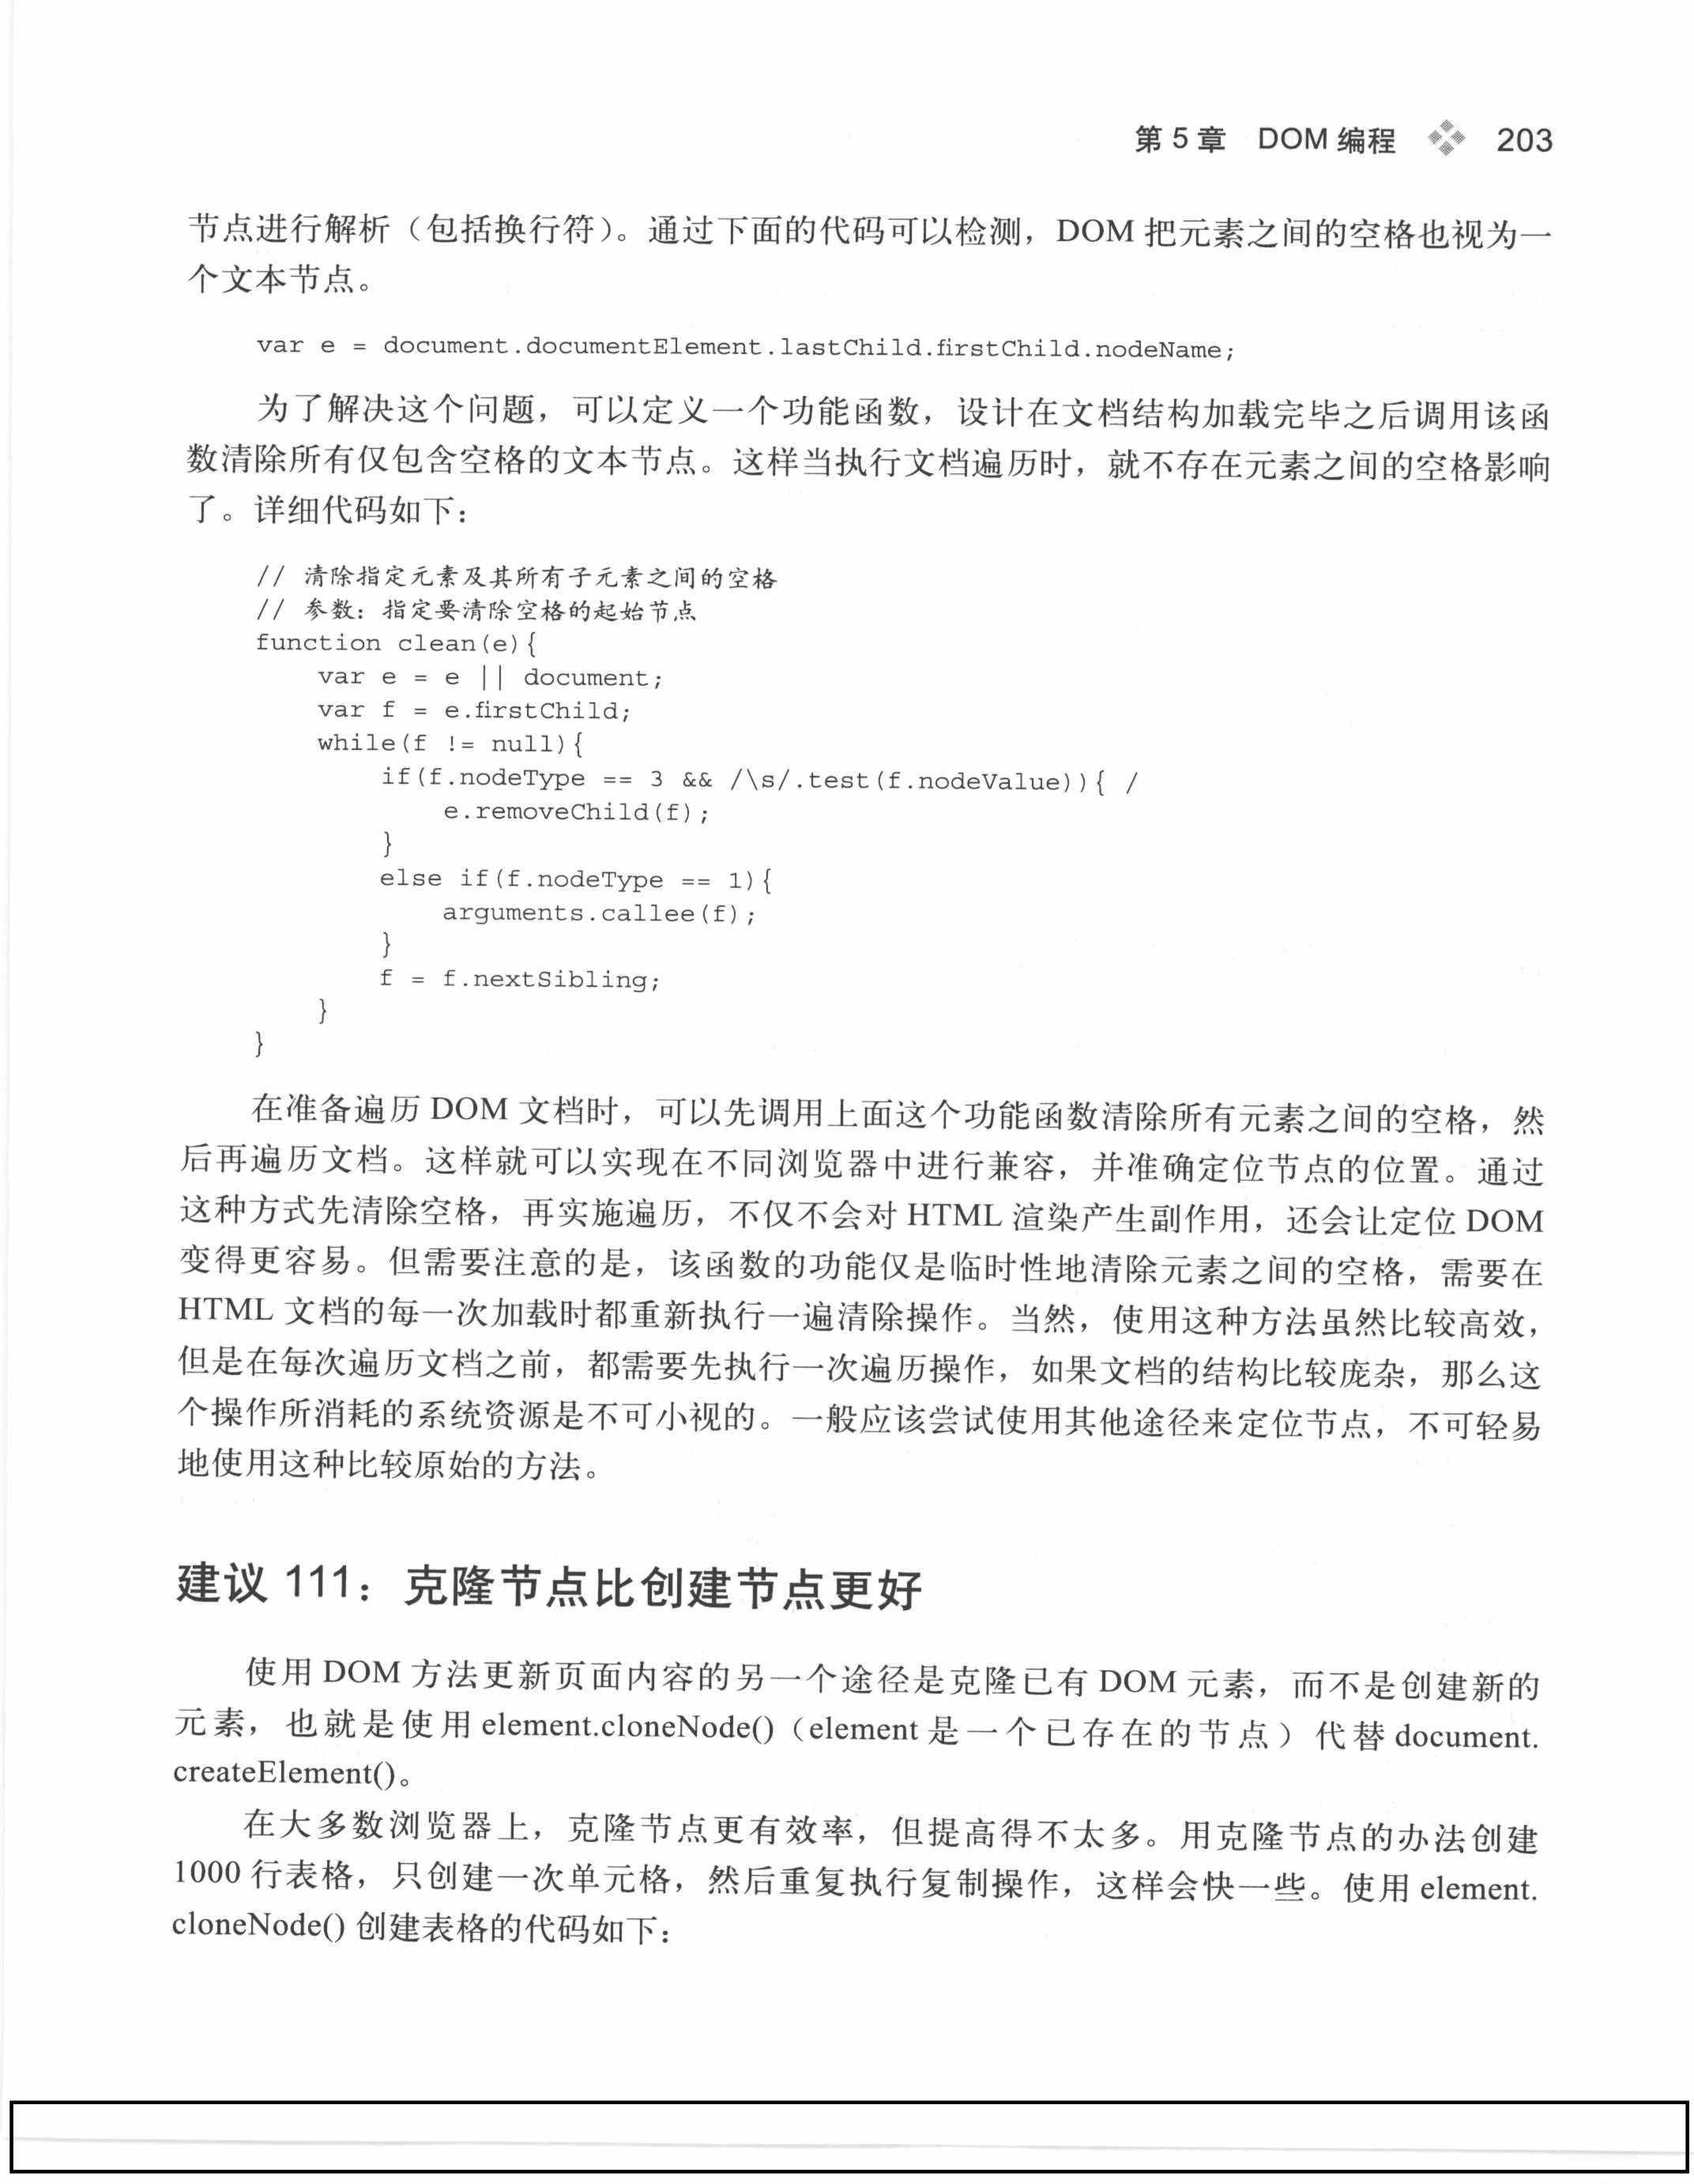 第 5 章 DOM 编程 203
节点进行解析（包括换行符）。通过下面的代码可以检测，DOM 把元素之间的空格也视为一
个文本节点。
var e = document.documentElement.lastChild.firstChild.nodeName;
为了解决这个问题，可以定义一个功能函数，设计在文档结构加载完毕之后调用该函
数清除所有仅包含空格的文本节点。这样当执行文档遍历时，就不存在元素之间的空格影响
了。详细代码如下：
// 清除指定元素及其所有子元素之间的空格
// 参数：指定要清除空格的起始节点
function clean(e){
    var e = e || document;
    var f = e.firstChild;
    while(f != null){
        if(f.nodeType == 3 && /\s/.test(f.nodeValue)){ /
            e.removeChild(f);
        }
        else if(f.nodeType == 1){
            arguments.callee(f);
        }
        f = f.nextSibling;
    }
}
在准备遍历 DOM 文档时，可以先调用上面这个功能函数清除所有元素之间的空格，然
后再遍历文档。这样就可以实现在不同浏览器中进行兼容，并准确定位节点的位置。通过
这种方式先清除空格，再实施遍历，不仅不会对 HTML 渲染产生副作用，还会让定位 DOM
变得更容易。但需要注意的是，该函数的功能仅是临时性地清除元素之间的空格，需要在
HTML 文档的每一次加载时都重新执行一遍清除操作。当然，使用这种方法虽然比较高效，
但是在每次遍历文档之前，都需要先执行一次遍历操作，如果文档的结构比较庞杂，那么这
个操作所消耗的系统资源是不可小视的。一般应该尝试使用其他途径来定位节点，不可轻易
地使用这种比较原始的方法。
建议 111：克隆节点比创建节点更好
使用 DOM 方法更新页面内容的另一个途径是克隆已有 DOM 元素，而不是创建新的
元素，也就是使用 element.cloneNode()（element 是一个已存在的节点）代替 document.
createElement()。
在大多数浏览器上，克隆节点更有效率，但提高得不太多。用克隆节点的办法创建
1000 行表格，只创建一次单元格，然后重复执行复制操作，这样会快一些。使用 element.
cloneNode() 创建表格的代码如下：